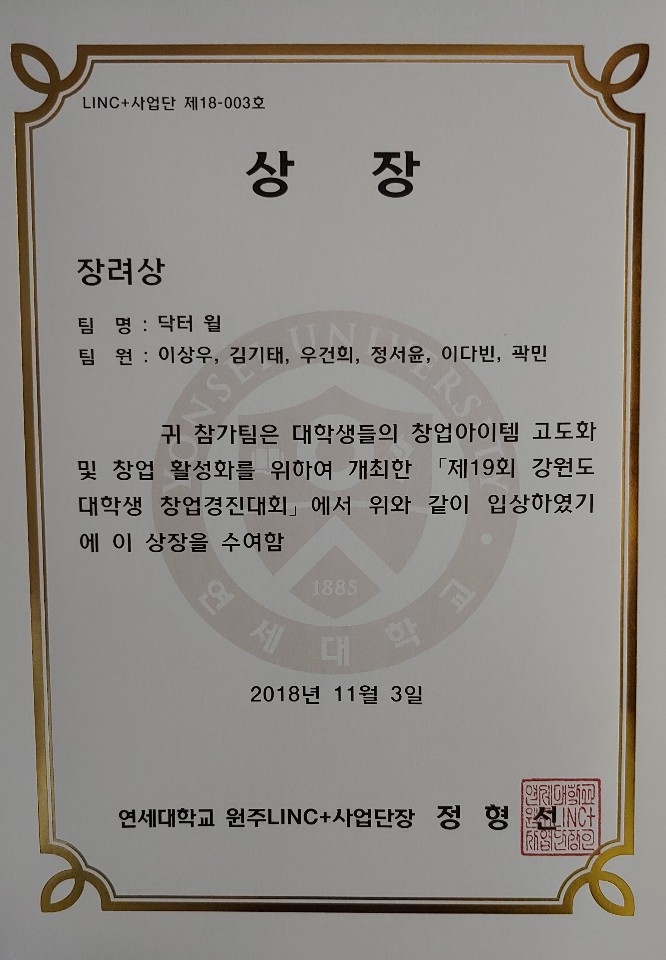 LINC+사업단 제18-003호
상 장
장려상
팀 명 : 닥터 윌
팀 원 : 이상우, 김기태, 우건희, 정서윤, 이다빈, 곽민
귀 참가팀은 대학생들의 창업아이템 고도화
및 창업 활성화를 위하여 개최한 「제19회 강원도
대학생 창업경진대회」에서 위와 같이 입상하였기
에 이 상장을 수여함
YONSEI UNIVERSITY
1885
연세대학교
2018년 11월 3일
연세대학교 원주LINC+사업단장 정 형 선
연세대학교
원주LINC+
사업단장인